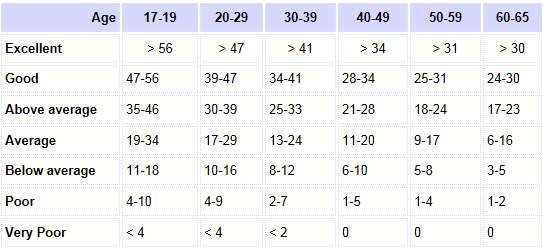 Age 17-19 20-29 30-39 40-49 50-59 60-65
Excellent > 56 > 47 > 41 > 34 > 31 > 30
Good 47-56 39-47 34-41 28-34 25-31 24-30
Above average 35-46 30-39 25-33 21-28 18-24 17-23
Average 19-34 17-29 13-24 11-20 9-17 6-16
Below average 11-18 10-16 8-12 6-10 5-8 3-5
Poor 4-10 4-9 2-7 1-5 1-4 1-2
Very Poor < 4 < 4 < 2 0 0 0